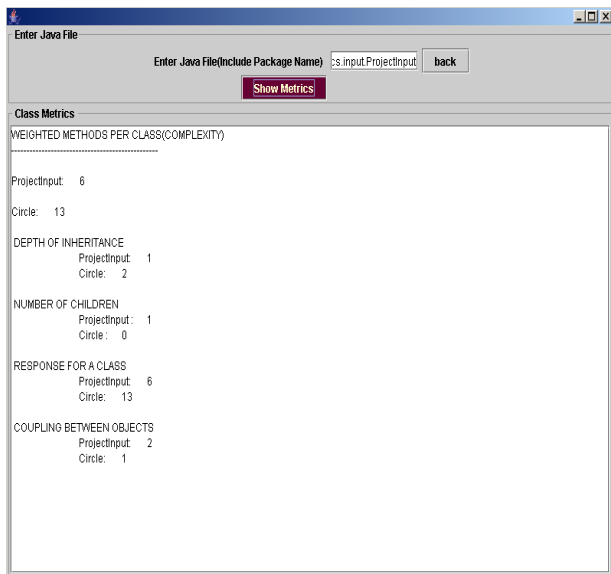 Enter Java File
Enter Java File(Include Package Name) cs.input.ProjectInput back
Show Metrics
Class Metrics
WEIGHTED METHODS PER CLASS(COMPLEXITY)
------------------------------------------------
ProjectInput: 6
Circle: 13
DEPTH OF INHERITANCE
ProjectInput: 1
Circle: 2
NUMBER OF CHILDREN
ProjectInput : 1
Circle : 0
RESPONSE FOR A CLASS
ProjectInput: 6
Circle: 13
COUPLING BETWEEN OBJECTS
ProjectInput: 2
Circle: 1